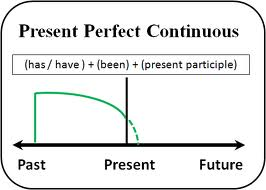 Present Perfect Continuous
(has / have ) + (been) + (present participle)
Past Present Future